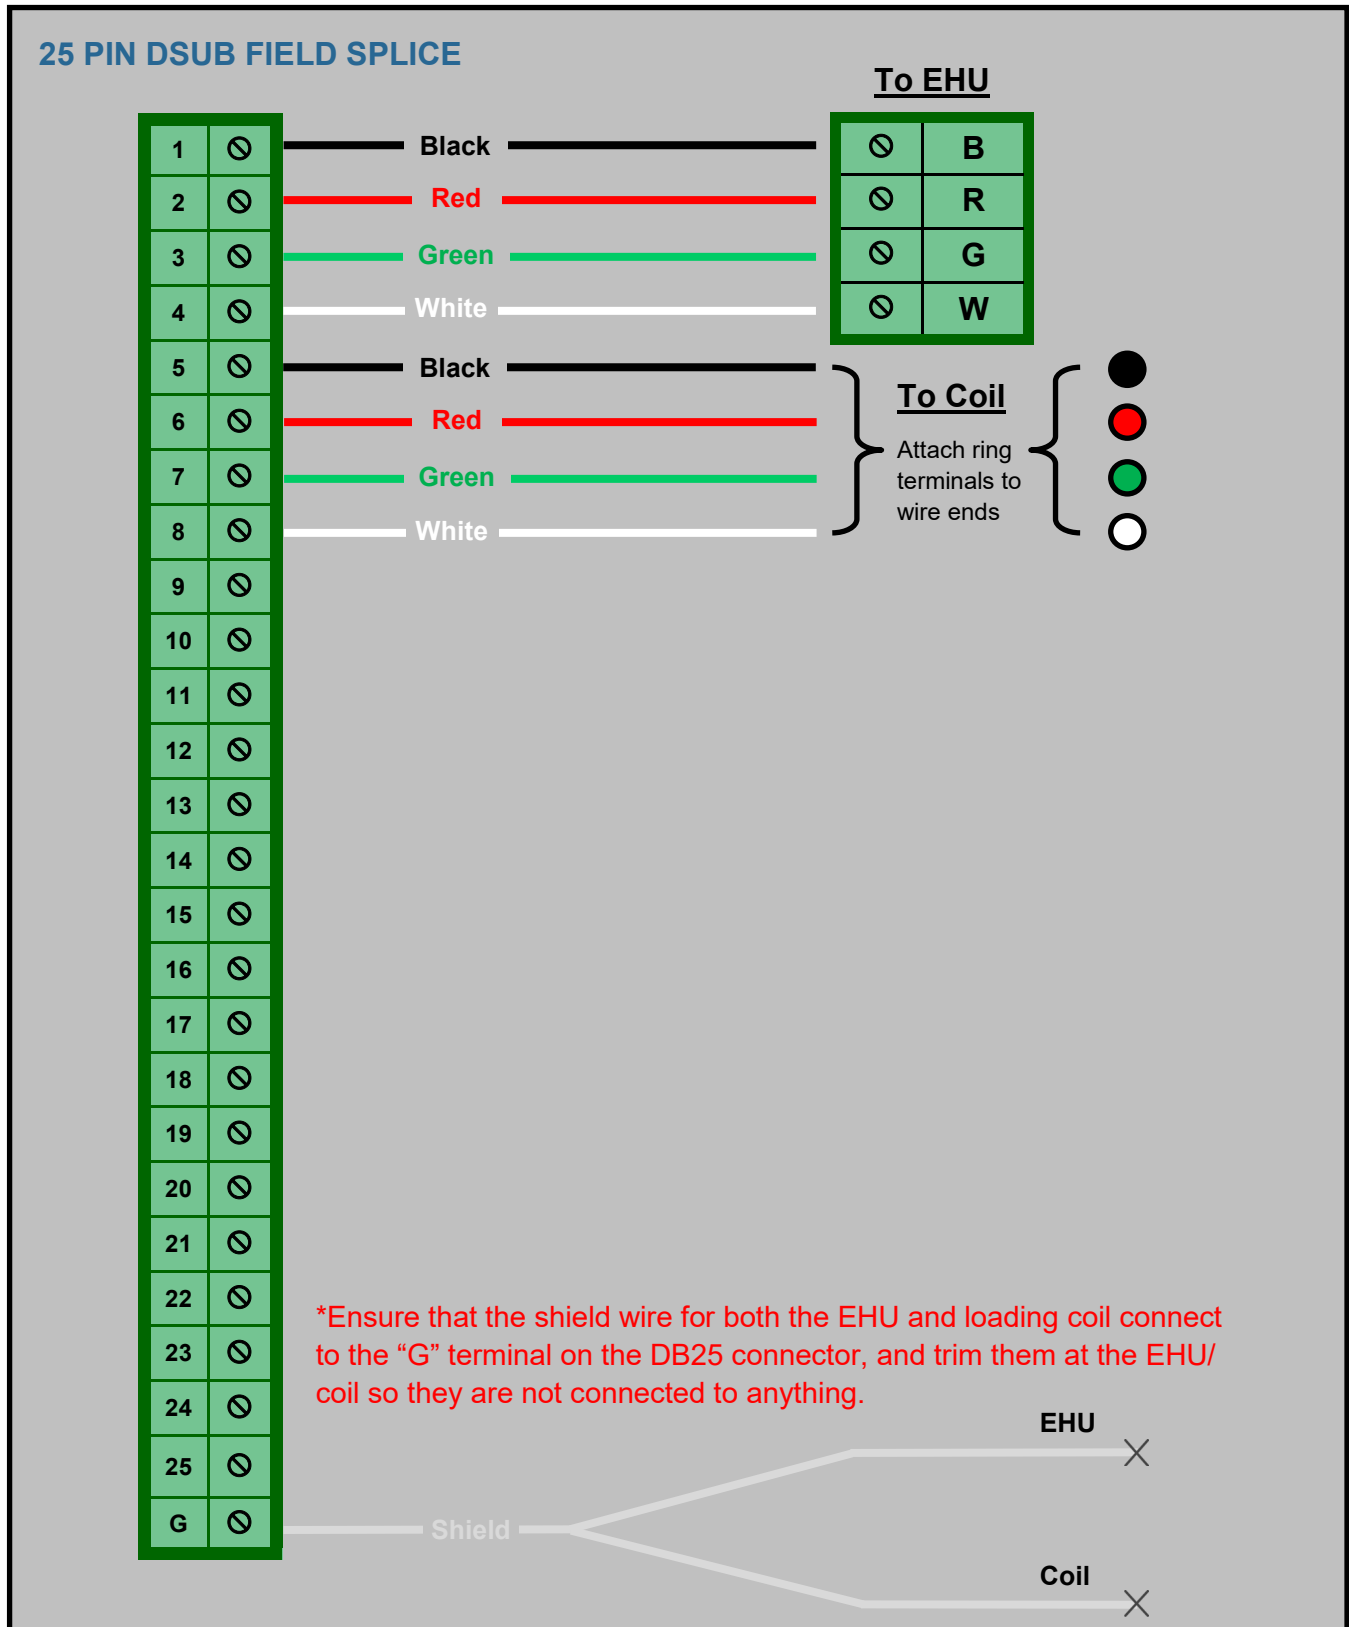 25 PIN DSUB FIELD SPLICE
To EHU
1 Black B
2 Red R
3 Green G
4 White W
5 Black
6 Red
7 Green
8 White
To Coil
Attach ring
terminals to
wire ends
9
10
11
12
13
14
15
16
17
18
19
20
21
22
23
24
25
G
*Ensure that the shield wire for both the EHU and loading coil connect
to the “G” terminal on the DB25 connector, and trim them at the EHU/
coil so they are not connected to anything.
EHU
Shield
Coil